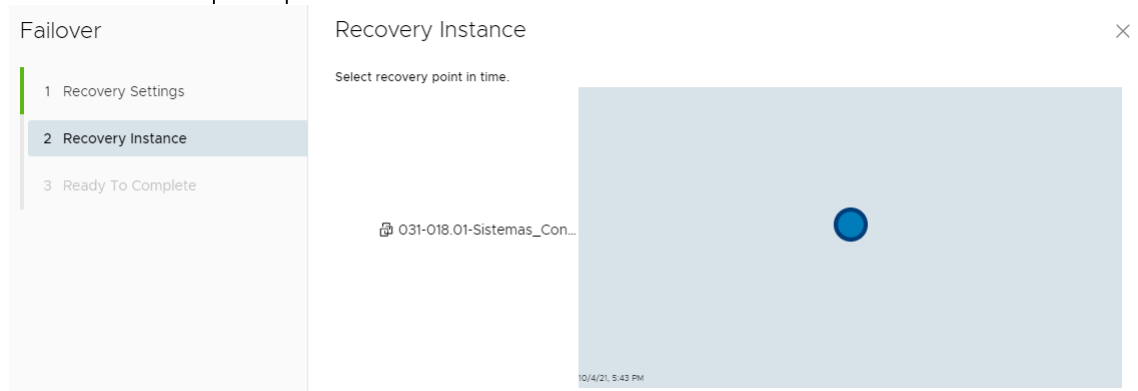 Failover
1 Recovery Settings
2 Recovery Instance
3 Ready To Complete
Recovery Instance
Select recovery point in time.
031-018.01-Sistemas_Con...
10/4/21, 5:43 PM